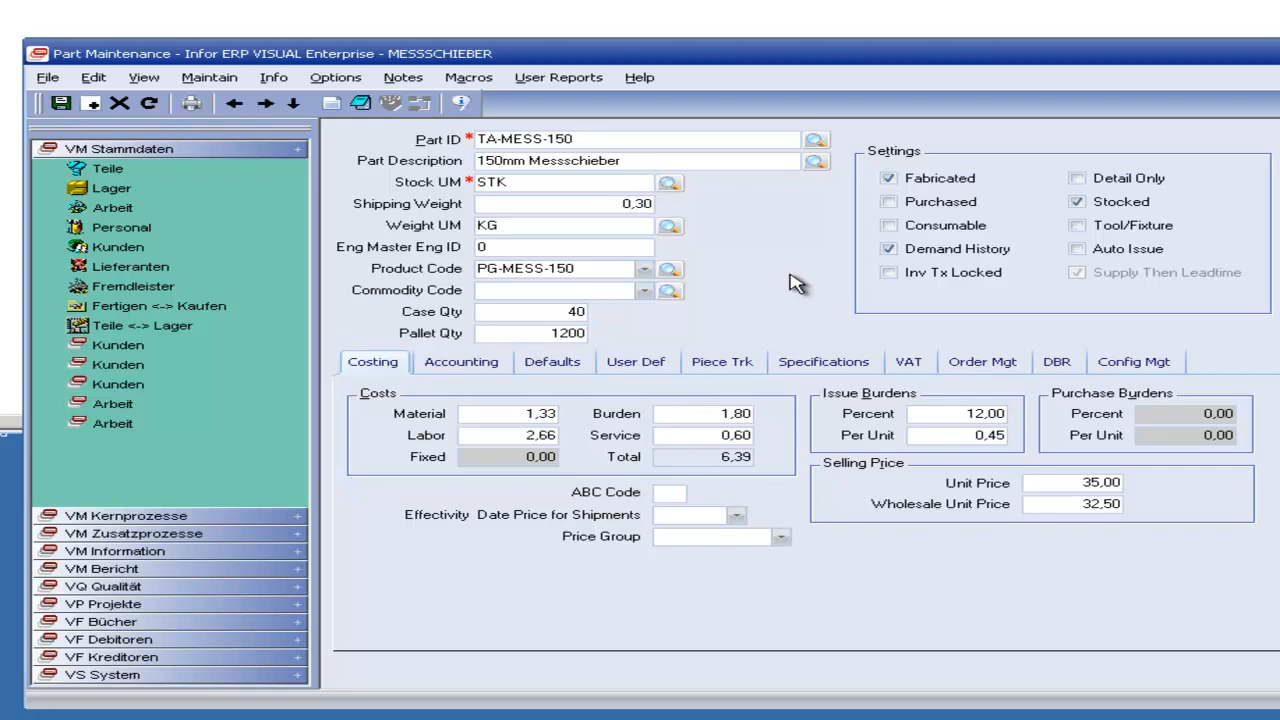 Part Maintenance - Infor ERP VISUAL Enterprise - MESSSCHIEBER
File Edit View Maintain Info Options Notes Macros User Reports Help
VM Stammdaten
Teile
Lager
Arbeit
Personal
Kunden
Lieferanten
Fremdleister
Fertigen <-> Kaufen
Teile <-> Lager
Kunden
Kunden
Kunden
Arbeit
Arbeit
VM Kernprozesse
VM Zusatzprozesse
VM Information
VM Bericht
VQ Qualität
VP Projekte
VF Bücher
VF Debitoren
VF Kreditoren
VS System
Part ID * TA-MESS-150
Part Description 150mm Messschieber
Stock UM * STK
Shipping Weight 0,30
Weight UM KG
Eng Master Eng ID 0
Product Code PG-MESS-150
Commodity Code
Case Qty 40
Pallet Qty 1200
Settings
Fabricated Detail Only
Purchased Stocked
Consumable Tool/Fixture
Demand History Auto Issue
Inv Tx Locked Supply Then Leadtime
Costing Accounting Defaults User Def Piece Trk Specifications VAT Order Mgt DBR Config Mgt
Costs
Material 1,33 Burden 1,80
Labor 2,66 Service 0,60
Fixed 0,00 Total 6,39
ABC Code
Effectivity Date Price for Shipments
Price Group
Issue Burdens
Percent 12,00
Per Unit 0,45
Purchase Burdens
Percent 0,00
Per Unit 0,00
Selling Price
Unit Price 35,00
Wholesale Unit Price 32,50